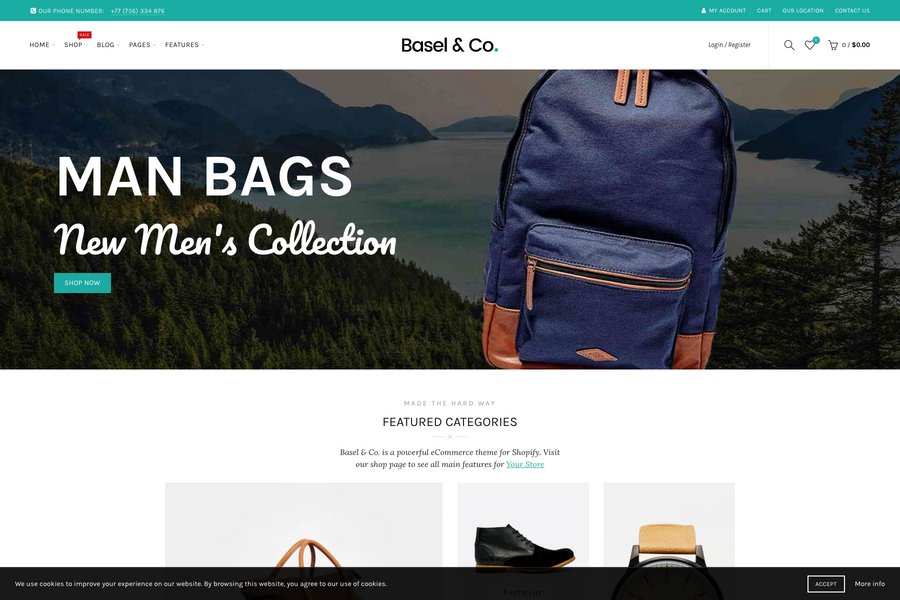 OUR PHONE NUMBER: +77 (756) 334 876
MY ACCOUNT CART OUR LOCATION CONTACT US
SALE
HOME SHOP BLOG PAGES FEATURES
Basel & Co.
Login / Register
0
0 / $0.00
MAN BAGS
New Men's Collection
SHOP NOW
MADE THE HARD WAY
FEATURED CATEGORIES
Basel & Co. is a powerful eCommerce theme for Shopify. Visit
our shop page to see all main features for Your Store
Footwear
We use cookies to improve your experience on our website. By browsing this website, you agree to our use of cookies.
ACCEPT
More info